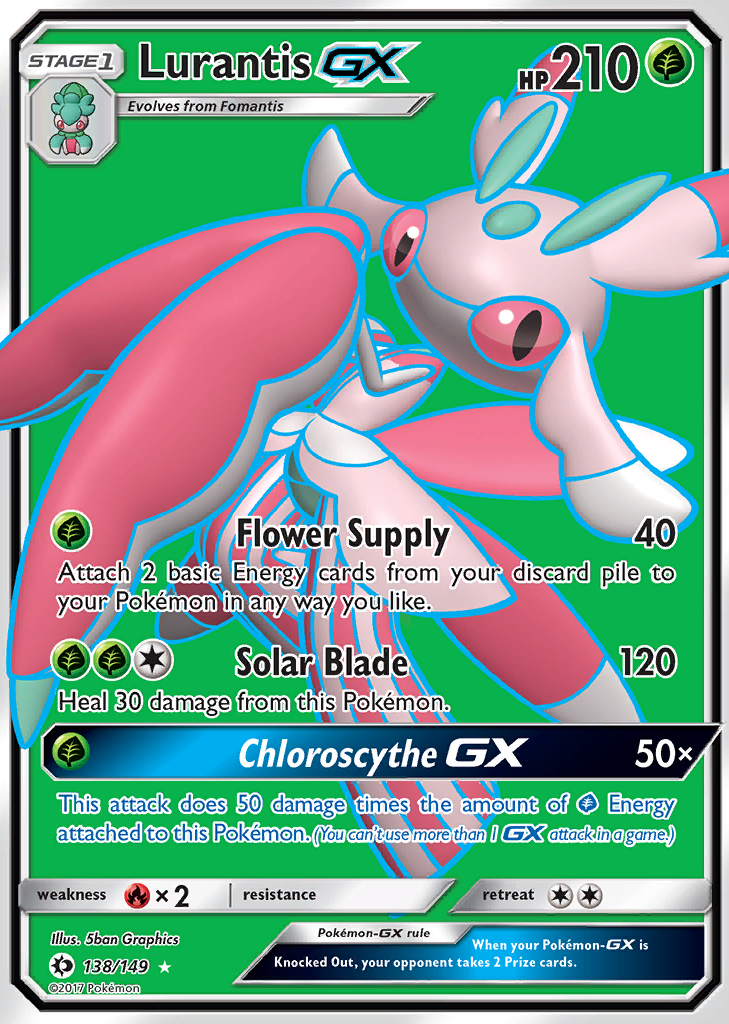 STAGE1 Lurantis GX HP210
Evolves from Fomantis
Flower Supply 40
Attach 2 basic Energy cards from your discard pile to
your Pokémon in any way you like.
Solar Blade 120
Heal 30 damage from this Pokémon.
Chloroscythe GX 50×
This attack does 50 damage times the amount of Energy
attached to this Pokémon. (You can't use more than 1 GX attack in a game.)
weakness ×2 resistance retreat
Illus. 5ban Graphics
138/149 ★
©2017 Pokémon
Pokémon-GX rule
When your Pokémon-GX is
Knocked Out, your opponent takes 2 Prize cards.